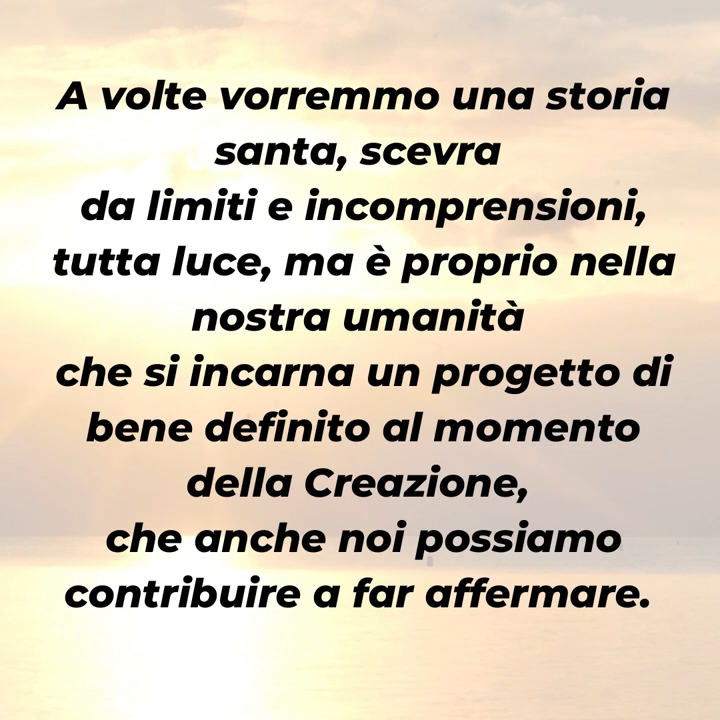 A volte vorremmo una storia
santa, scevra
da limiti e incomprensioni,
tutta luce, ma è proprio nella
nostra umanità
che si incarna un progetto di
bene definito al momento
della Creazione,
che anche noi possiamo
contribuire a far affermare.